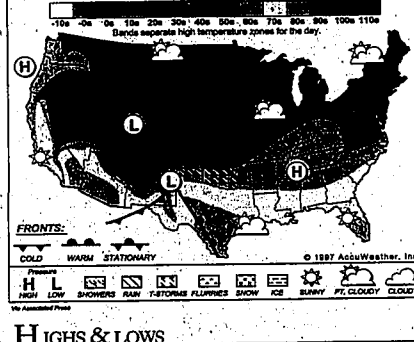 -10s -0s 0s 10s 20s 30s 40s 50s 60s 70s 80s 90s 100s 110s
Bands separate high temperature zones for the day.
H
L
L
H
FRONTS:
COLD WARM STATIONARY
© 1997 AccuWeather, Inc.
Pressure
H L
HIGH LOW SHOWERS RAIN T-STORMS FLURRIES SNOW ICE SUNNY PT. CLOUDY CLOUDY
Via Associated Press
HIGHS & LOWS